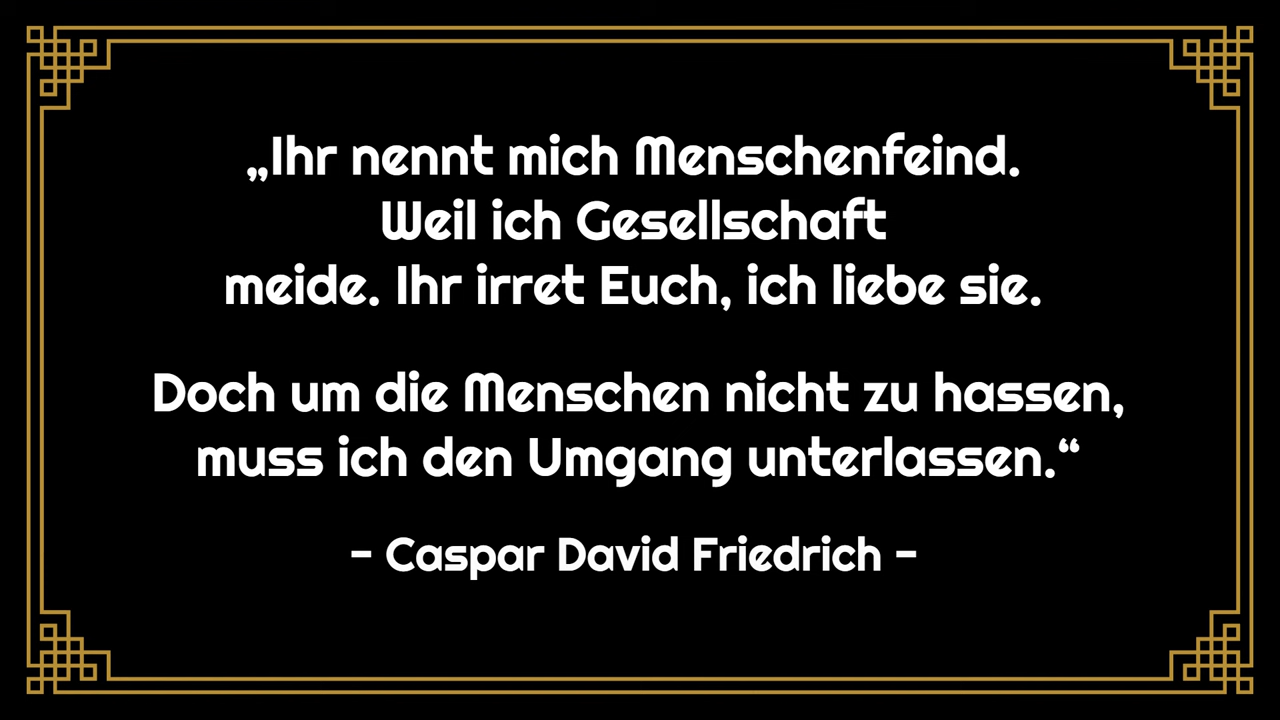 „Ihr nennt mich Menschenfeind.
Weil ich Gesellschaft
meide. Ihr irret Euch, ich liebe sie.
Doch um die Menschen nicht zu hassen,
muss ich den Umgang unterlassen.“
- Caspar David Friedrich -